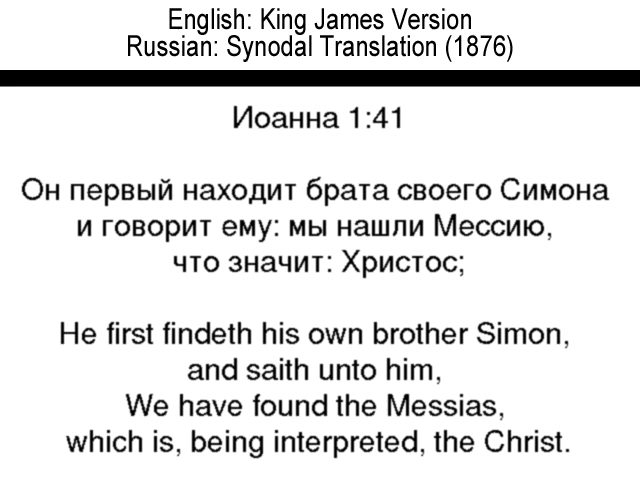 English: King James Version
Russian: Synodal Translation (1876)
Иоанна 1:41
Он первый находит брата своего Симона
и говорит ему: мы нашли Мессию,
что значит: Христос;
He first findeth his own brother Simon,
and saith unto him,
We have found the Messias,
which is, being interpreted, the Christ.